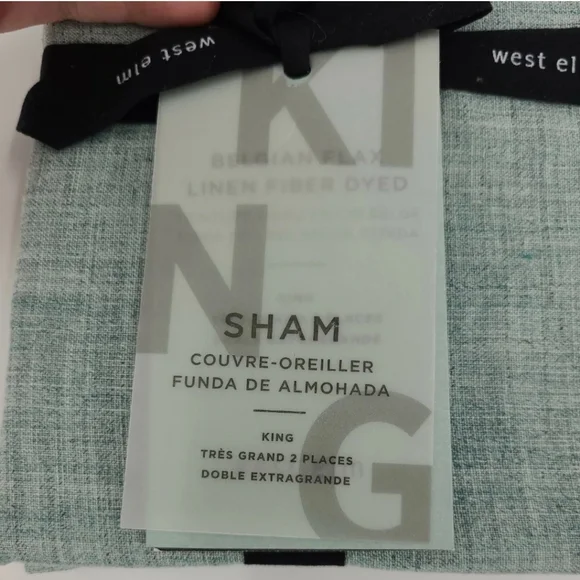 west elm
west el
KI
N
G
BELGIAN FLAX
LINEN FIBER DYED
SHAM
COUVRE-OREILLER
FUNDA DE ALMOHADA
KING
TRÈS GRAND 2 PLACES
DOBLE EXTRAGRANDE